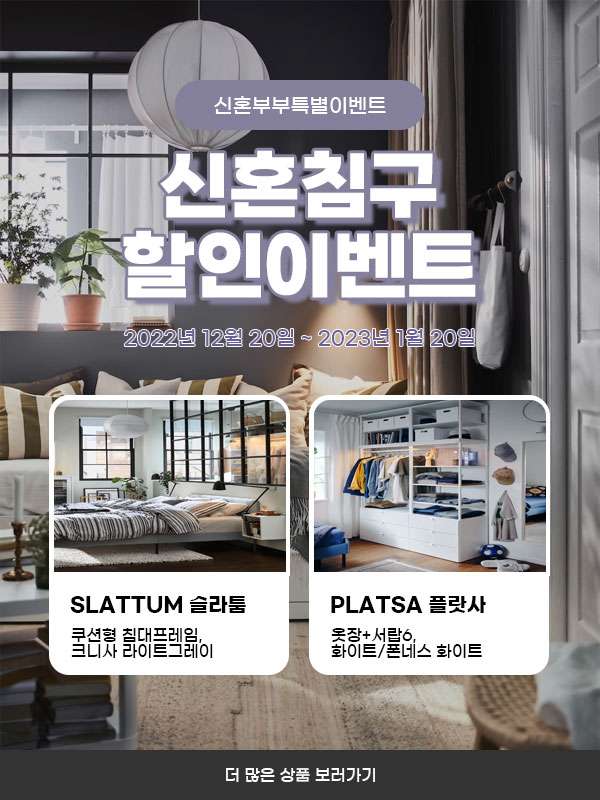 신혼부부특별이벤트
신혼침구
할인이벤트
2022년 12월 20일 ~ 2023년 1월 20일
SLATTUM 슬라툼
쿠션형 침대프레임,
크니사 라이트그레이
PLATSA 플랏사
옷장+서랍6,
화이트/폰네스 화이트
더 많은 상품 보러가기